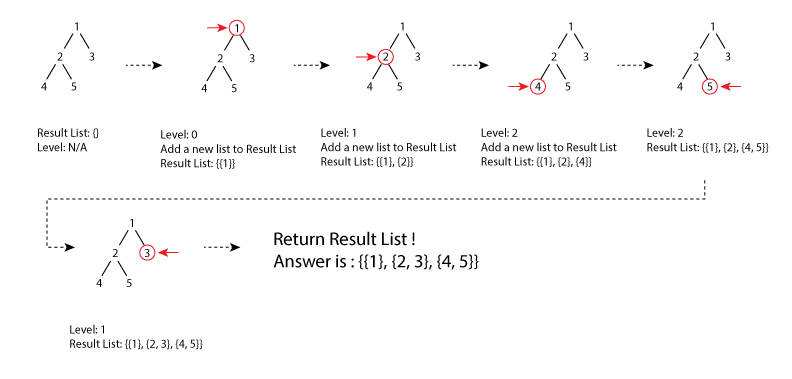 1
2 3
4 5
Result List: {}
Level: N/A
1
2 3
4 5
Level: 0
Add a new list to Result List
Result List: {{1}}
1
2 3
4 5
Level: 1
Add a new list to Result List
Result List: {{1}, {2}}
1
2 3
4 5
Level: 2
Add a new list to Result List
Result List: {{1}, {2}, {4}}
1
2 3
4 5
Level: 2
Result List: {{1}, {2}, {4, 5}}
1
2 3
4 5
Level: 1
Result List: {{1}, {2, 3}, {4, 5}}
Return Result List !
Answer is : {{1}, {2, 3}, {4, 5}}